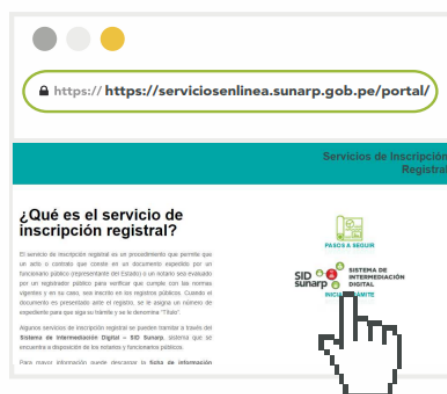 https:// https://serviciosenlinea.sunarp.gob.pe/portal/
Servicios de Inscripción
Registral
¿Qué es el servicio de
inscripción registral?
El servicio de inscripción registral es un procedimiento que permite que
un acto o contrato que conste en un documento expedido por un
funcionario público (representante del Estado) o un notario sea evaluado
por un registrador público para verificar que cumple con las normas
vigentes y en su caso, sea inscrito en los registros públicos. Cuando el
documento es presentado ante el registro, se le asigna un número de
expediente para que siga su trámite y se le denomina "Título".
Algunos servicios de inscripción registral se pueden tramitar a través del
Sistema de Intermediación Digital – SID Sunarp, sistema que se
encuentra a disposición de los notarios y funcionarios públicos.
Para mayor información puede descargar la ficha de información
PASOS A SEGUIR
SID
sunarp
SISTEMA DE
INTERMEDIACIÓN
DIGITAL